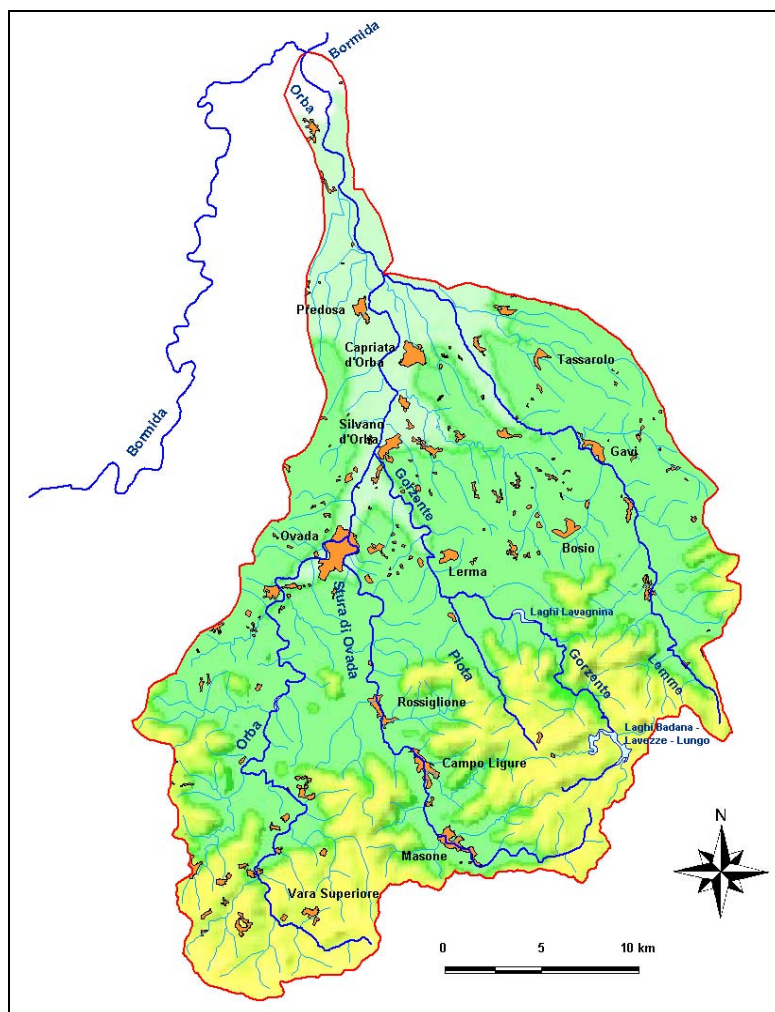 Bormida
Orba
Predosa
Capriata
d'Orba
Tassarolo
Silvano
d'Orba
Bormida
Gavi
Gorzente
Ovada
Bosio
Lerma
Stura di Ovada
Laghi Lavagnina
Piota
Gorzente
Lemme
Rossiglione
Orba
Laghi Badana -
Lavezze - Lungo
Campo Ligure
N
Masone
Vara Superiore
0 5 10 km